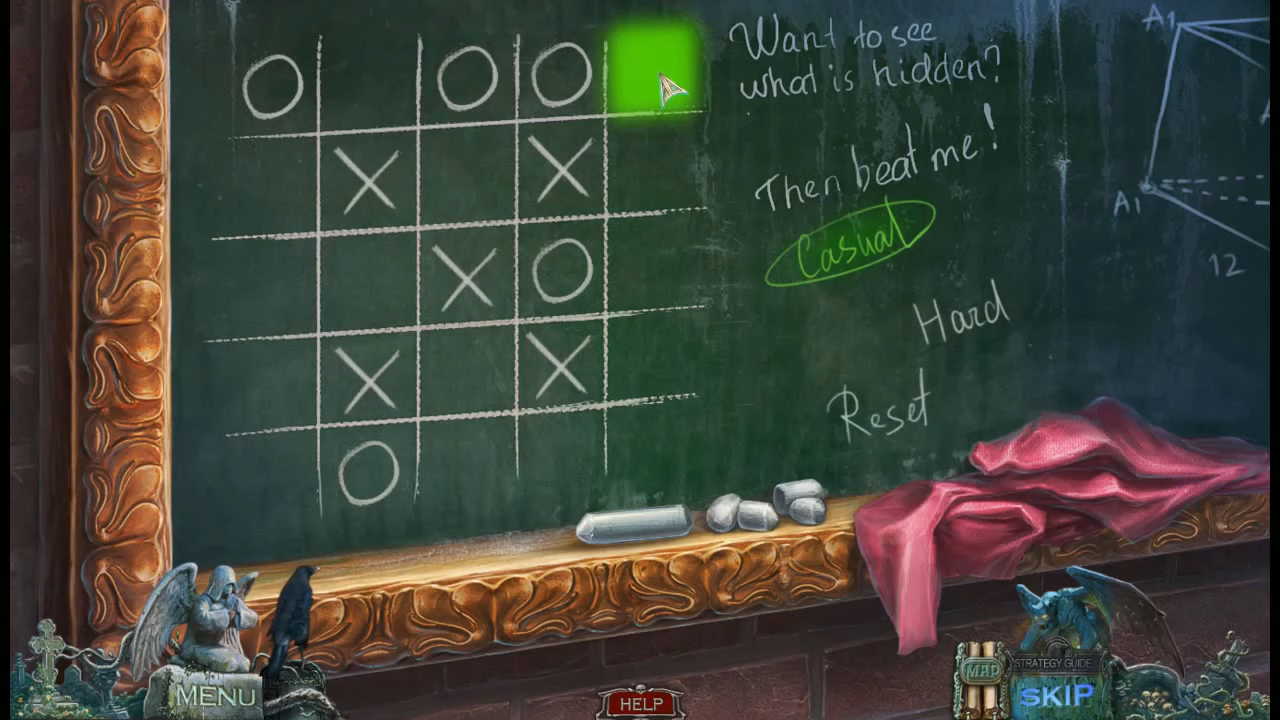 Want to see
what is hidden?
Then beat me!
Casual
Hard
Reset
A1
A1
12
MENU
HELP
MAP
STRATEGY GUIDE
SKIP